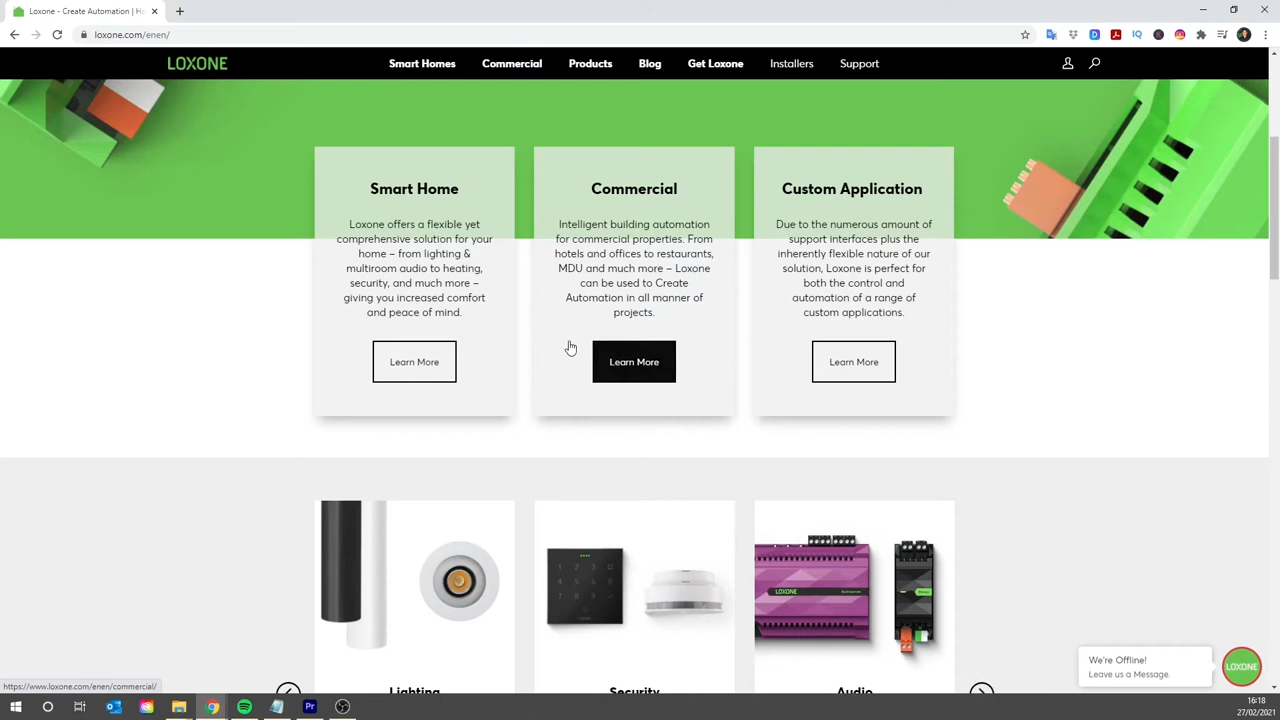 Loxone - Create Automation | H
loxone.com/enen/
LOXONE
Smart Homes
Commercial
Products
Blog
Get Loxone
Installers
Support
Smart Home
Loxone offers a flexible yet
comprehensive solution for your
home – from lighting &
multiroom audio to heating,
security, and much more –
giving you increased comfort
and peace of mind.
Learn More
Commercial
Intelligent building automation
for commercial properties. From
hotels and offices to restaurants,
MDU and much more – Loxone
can be used to Create
Automation in all manner of
projects.
Learn More
Custom Application
Due to the numerous amount of
support interfaces plus the
inherently flexible nature of our
solution, Loxone is perfect for
both the control and
automation of a range of
custom applications.
Learn More
LOXONE
Lighting
Security
Audio
We're Offline!
Leave us a Message.
LOXONE
https://www.loxone.com/enen/commercial/
16:18
27/02/2021